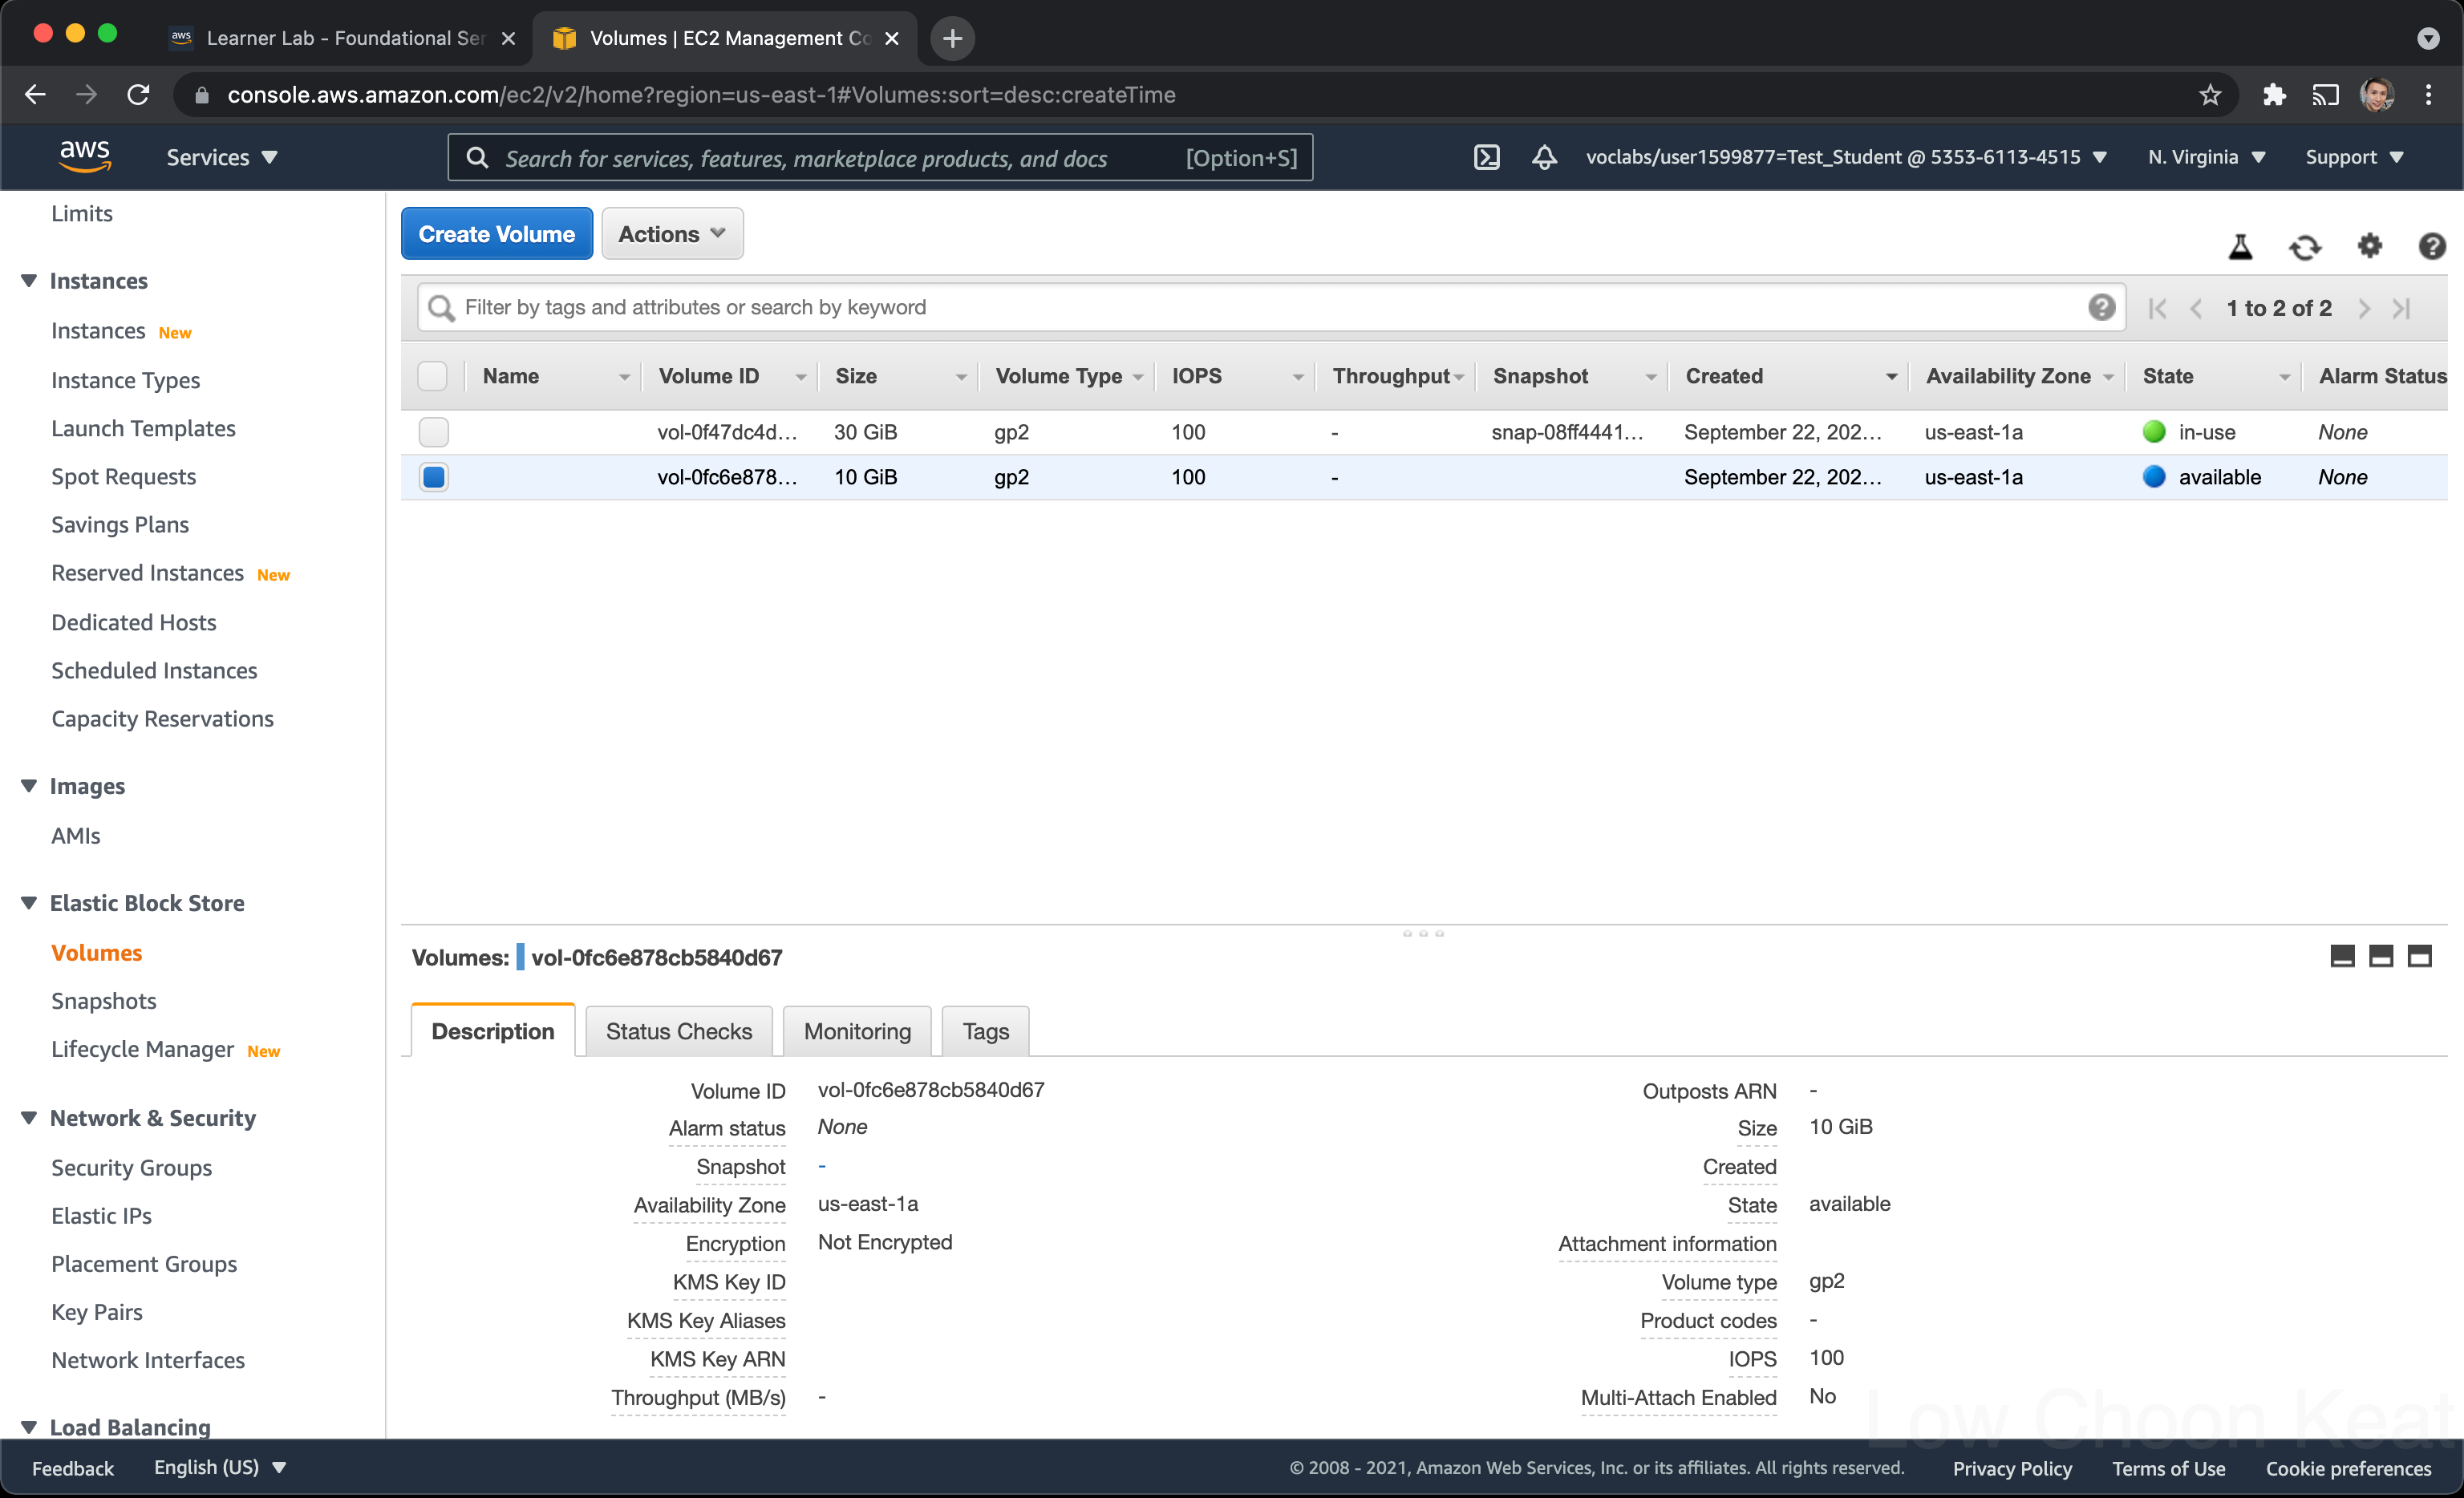 Learner Lab - Foundational Ser
Volumes | EC2 Management Co
console.aws.amazon.com/ec2/v2/home?region=us-east-1#Volumes:sort=desc:createTime
aws
Services
Search for services, features, marketplace products, and docs
[Option+S]
voclabs/user1599877=Test_Student @ 5353-6113-4515
N. Virginia
Support
Limits
Instances
Instances New
Instance Types
Launch Templates
Spot Requests
Savings Plans
Reserved Instances New
Dedicated Hosts
Scheduled Instances
Capacity Reservations
Images
AMIs
Elastic Block Store
Volumes
Snapshots
Lifecycle Manager New
Network & Security
Security Groups
Elastic IPs
Placement Groups
Key Pairs
Network Interfaces
Load Balancing
Create Volume
Actions
Filter by tags and attributes or search by keyword
1 to 2 of 2
Name Volume ID Size Volume Type IOPS Throughput Snapshot Created Availability Zone State Alarm Status
vol-0f47dc4d... 30 GiB gp2 100 - snap-08ff4441... September 22, 202... us-east-1a in-use None
vol-0fc6e878... 10 GiB gp2 100 - September 22, 202... us-east-1a available None
Volumes: vol-0fc6e878cb5840d67
Description
Status Checks
Monitoring
Tags
Volume ID vol-0fc6e878cb5840d67
Alarm status None
Snapshot -
Availability Zone us-east-1a
Encryption Not Encrypted
KMS Key ID
KMS Key Aliases
KMS Key ARN
Throughput (MB/s) -
Outposts ARN -
Size 10 GiB
Created
State available
Attachment information
Volume type gp2
Product codes -
IOPS 100
Multi-Attach Enabled No
Low Choon Keat
Feedback
English (US)
© 2008 - 2021, Amazon Web Services, Inc. or its affiliates. All rights reserved.
Privacy Policy
Terms of Use
Cookie preferences